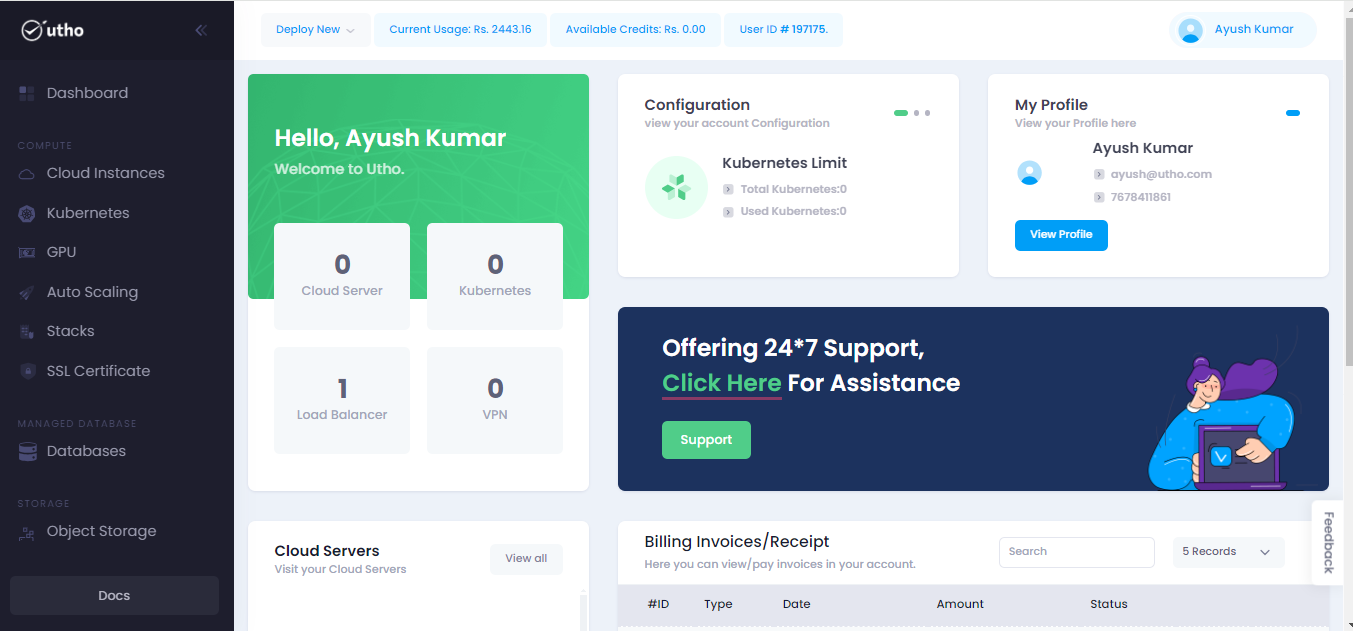 utho
Deploy New
Current Usage: Rs. 2443.16
Available Credits: Rs. 0.00
User ID # 197175.
Ayush Kumar
Dashboard
COMPUTE
Cloud Instances
Kubernetes
GPU
Auto Scaling
Stacks
SSL Certificate
MANAGED DATABASE
Databases
STORAGE
Object Storage
Docs
Hello, Ayush Kumar
Welcome to Utho.
0
Cloud Server
0
Kubernetes
1
Load Balancer
0
VPN
Configuration
view your account Configuration
Kubernetes Limit
Total Kubernetes:0
Used Kubernetes:0
My Profile
View your Profile here
Ayush Kumar
ayush@utho.com
7678411861
View Profile
Offering 24*7 Support,
Click Here For Assistance
Support
Feedback
Cloud Servers
Visit your Cloud Servers
View all
Billing Invoices/Receipt
Here you can view/pay invoices in your account.
Search
5 Records
#ID Type Date Amount Status